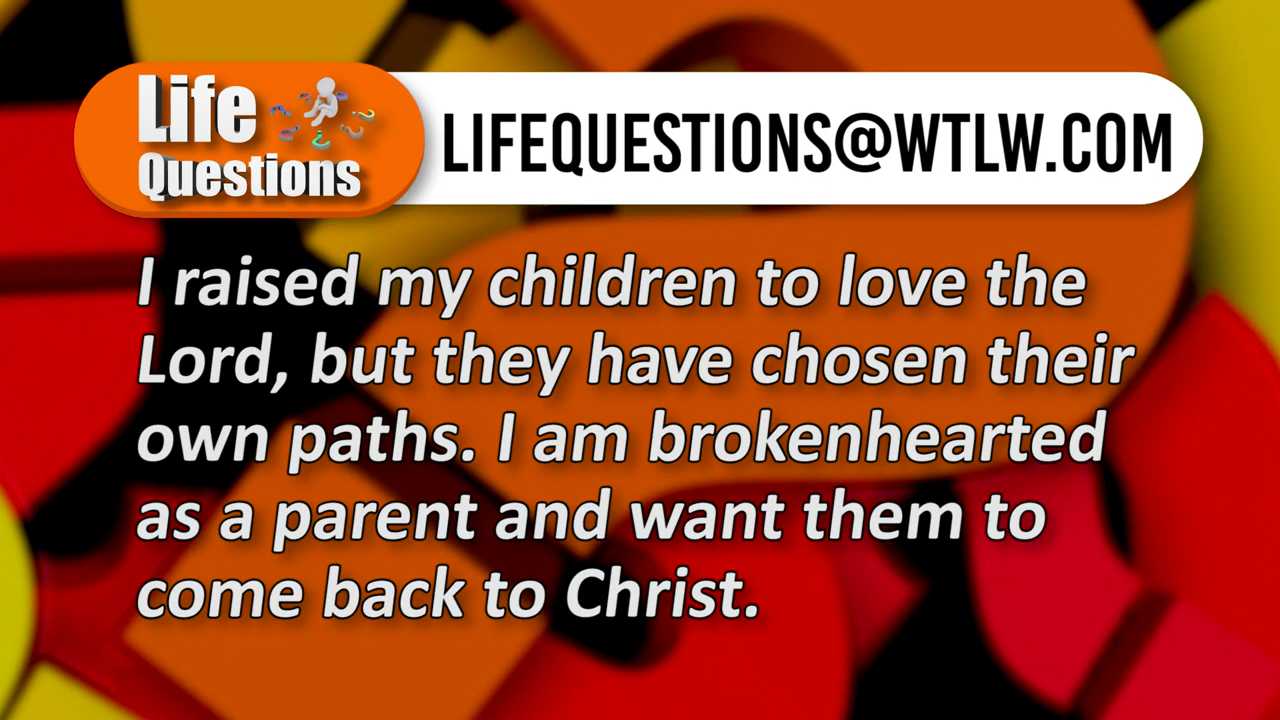 Life
Questions
LIFEQUESTIONS@WTLW.COM
I raised my children to love the
Lord, but they have chosen their
own paths. I am brokenhearted
as a parent and want them to
come back to Christ.